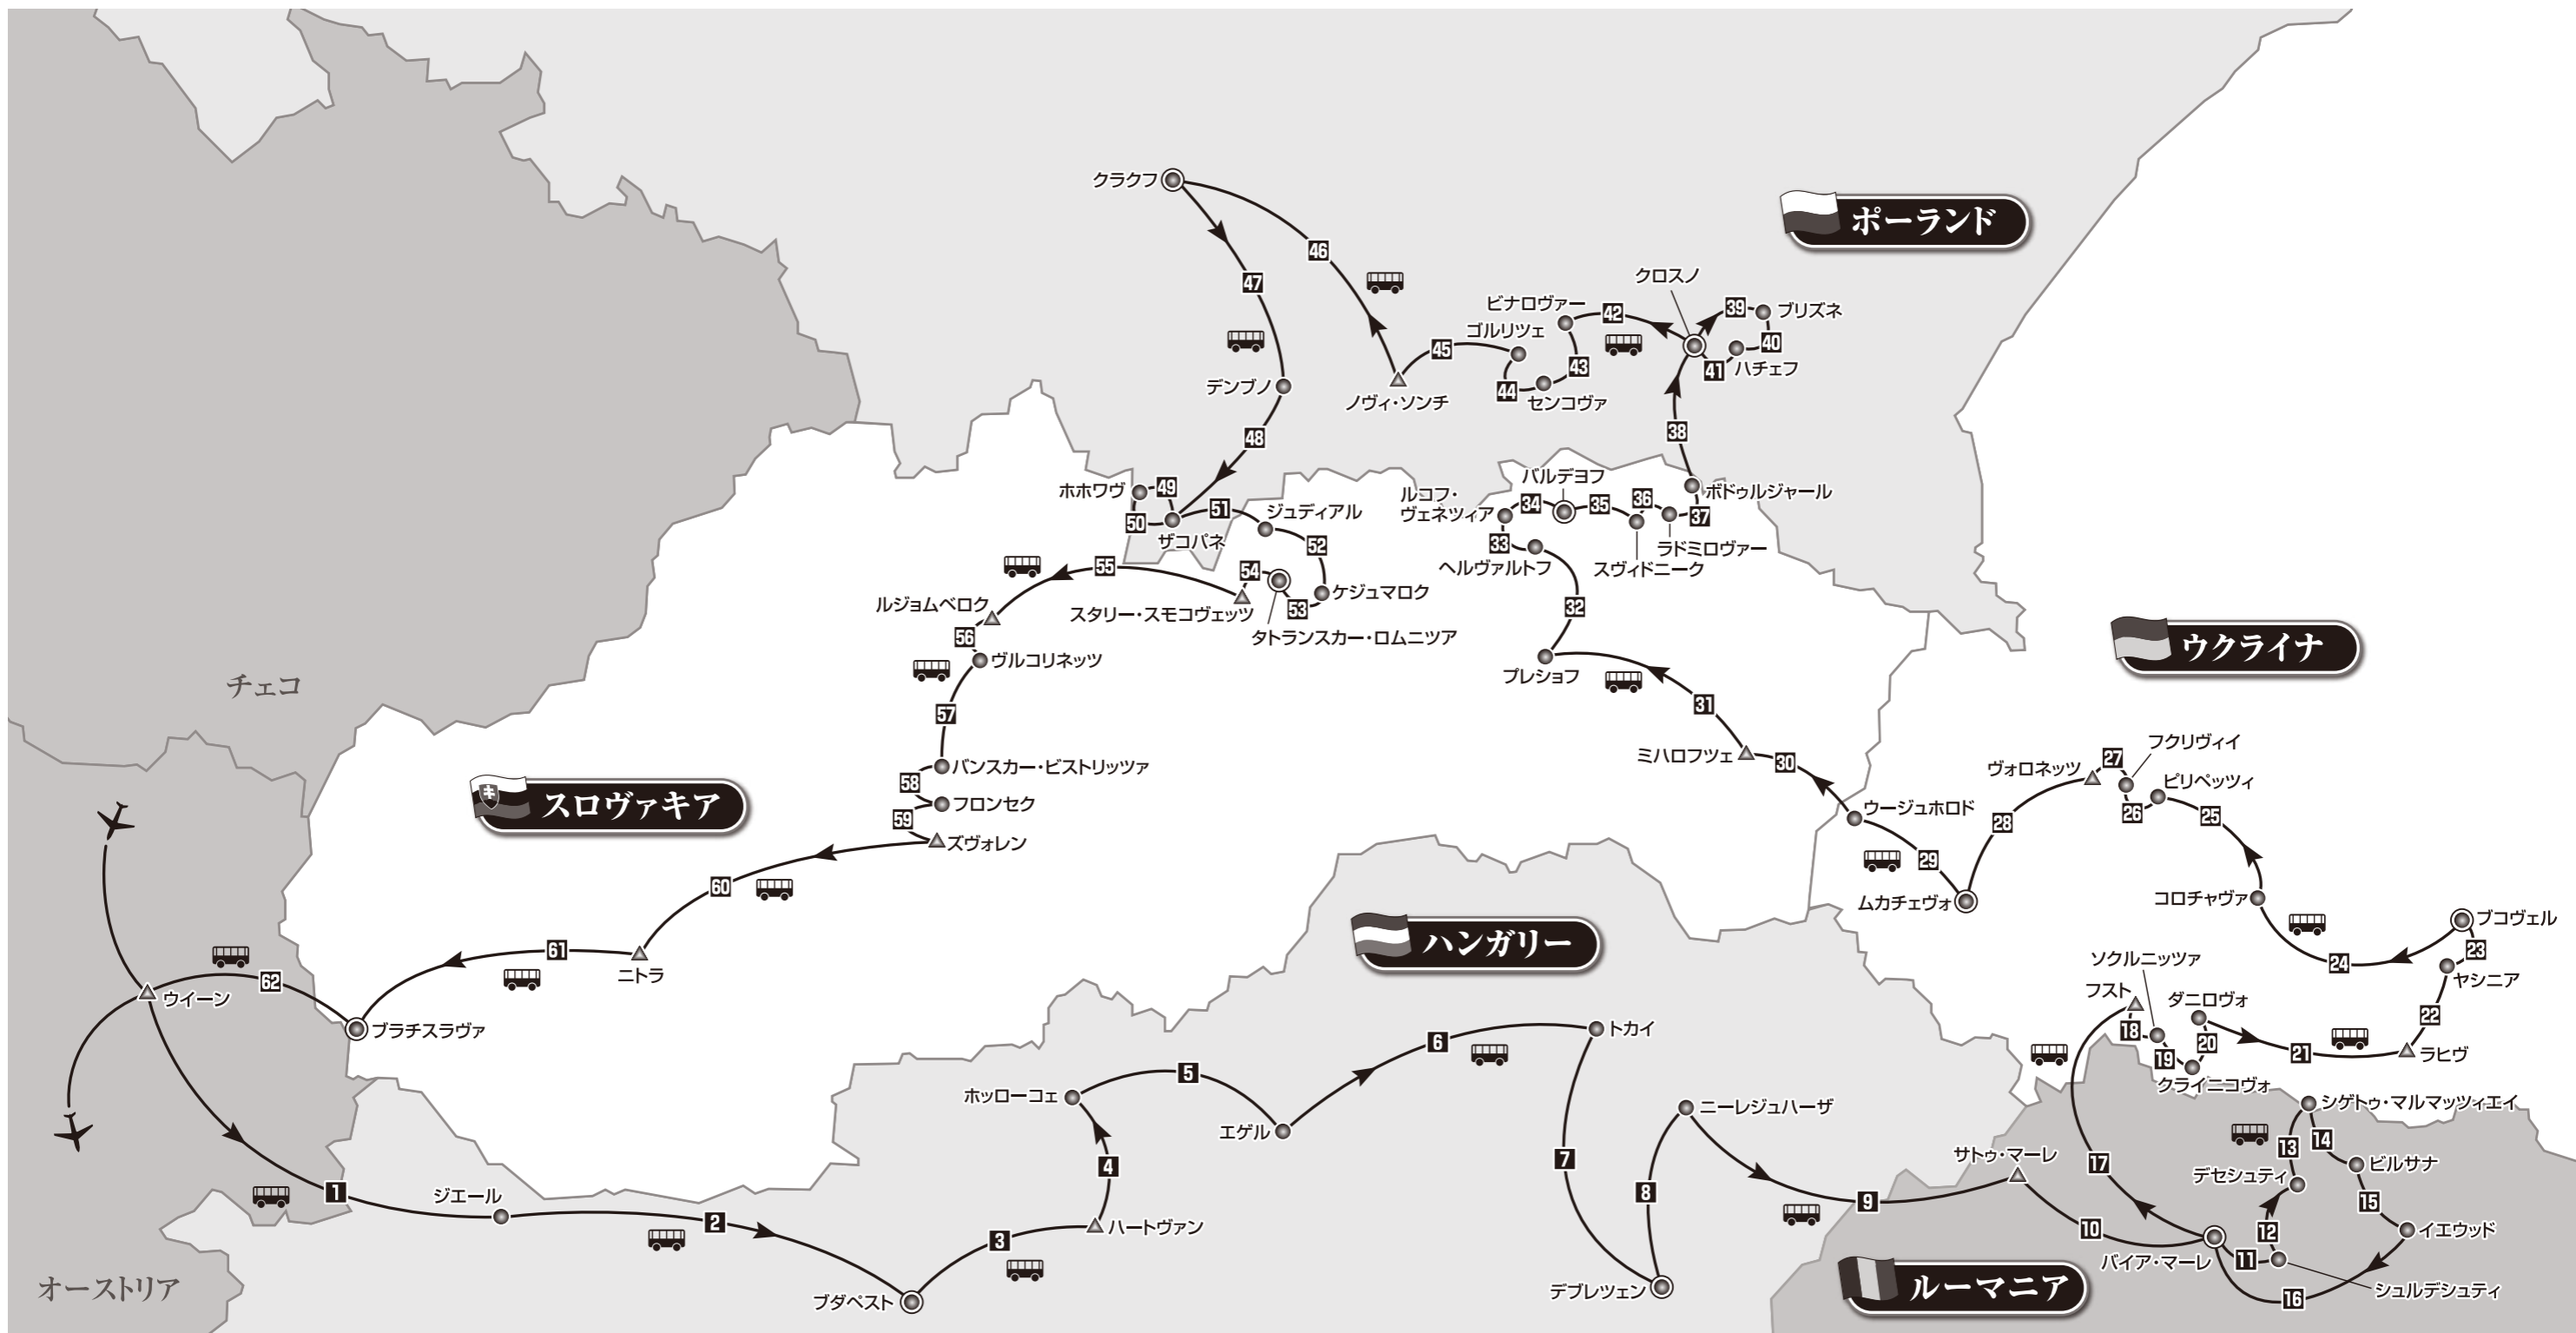 クラクフ
ポーランド
46
47
クロスノ
ビナロヴァー
42
39
ブリズネ
ゴルリツェ
45
40
43
41
ハチェフ
デンブノ
ノヴィ・ソンチ
44
センコヴァ
48
38
ホホワヴ
49
50
51
ザコパネ
ジュディアル
ルコフ・
ヴェネツィア
34
バルデヨフ
35
36
37
ボドゥルジャール
ラドミロヴァー
スヴィドニーク
33
ヘルヴァルトフ
52
55
54
53
ケジュマロク
スタリー・スモコヴェッツ
タトランスカー・ロムニツア
32
ルジョムベロク
56
ヴルコリネッツ
プレショフ
ウクライナ
チェコ
57
31
ミハロフツェ
30
バンスカー・ビストリッツァ
58
フロンセク
59
ズヴォレン
スロヴァキア
フクリヴィイ
27
ヴォロネッツ
ピリペッツィ
26
25
28
ウージュホロド
29
ムカチェヴォ
60
コロチャヴァ
ブコヴェル
23
24
ヤシニア
ハンガリー
61
ニトラ
62
ウイーン
ブラチスラヴァ
ソクルニッツァ
フスト
ダニロヴォ
18
19
20
22
21
ラヒヴ
クライニコヴォ
トカイ
6
5
ホッローコェ
エゲル
ニーレジュハーザ
シゲトゥ・マルマッツィエイ
13
14
ビルサナ
4
7
サトゥ・マーレ
17
デセシュティ
15
1
ジエール
2
8
9
10
12
イエウッド
3
ハートヴァン
バイア・マーレ
11
シュルデシュティ
16
オーストリア
ブダペスト
デブレツェン
ルーマニア